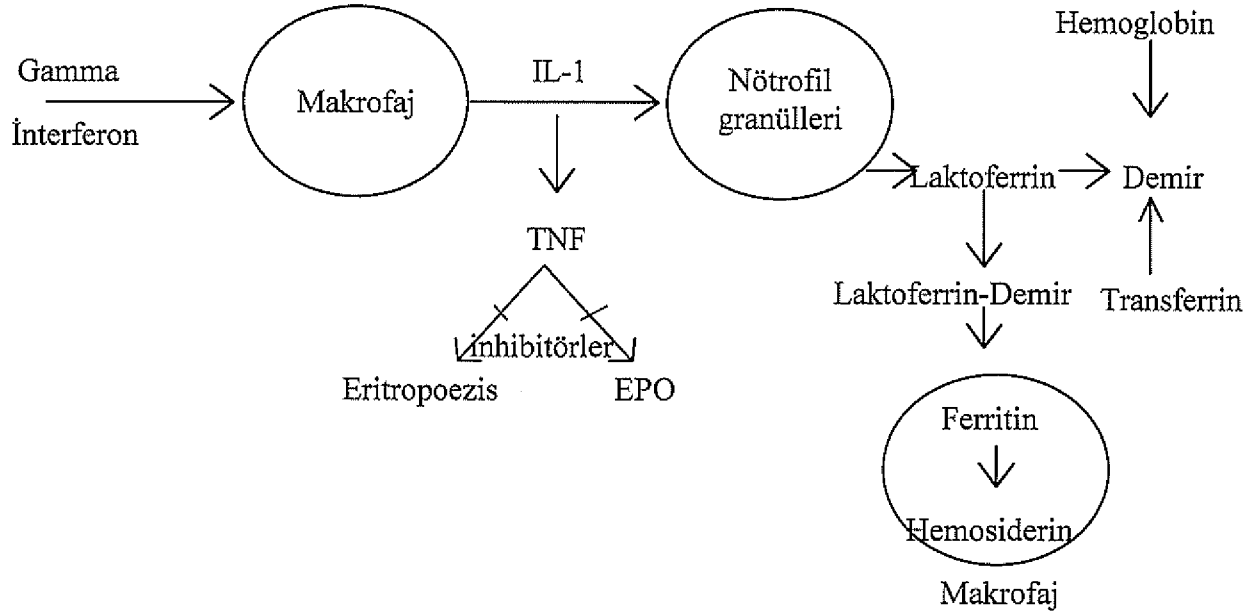 Hemoglobin
Gamma
İnterferon
Makrofaj
IL-1
Nötrofil
granülleri
Laktoferrin
Demir
TNF
Laktoferrin-Demir
Transferrin
inhibitörler
Eritropoezis
EPO
Ferritin
Hemosiderin
Makrofaj